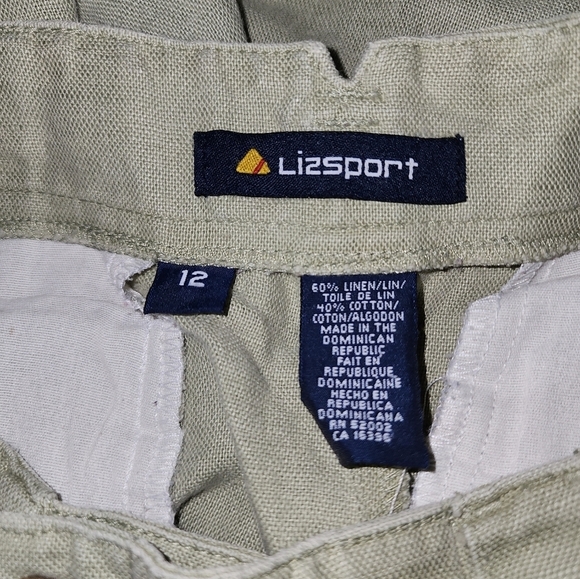 Lizsport
12
60% LINEN/LIN/
TOILE DE LIN
40% COTTON/
COTON/ALGODON
MADE IN THE
DOMINICAN
REPUBLIC
FAIT EN
REPUBLIQUE
DOMINICAINE
HECHO EN
REPUBLICA
DOMINICANA
RN 52002
CA 16396